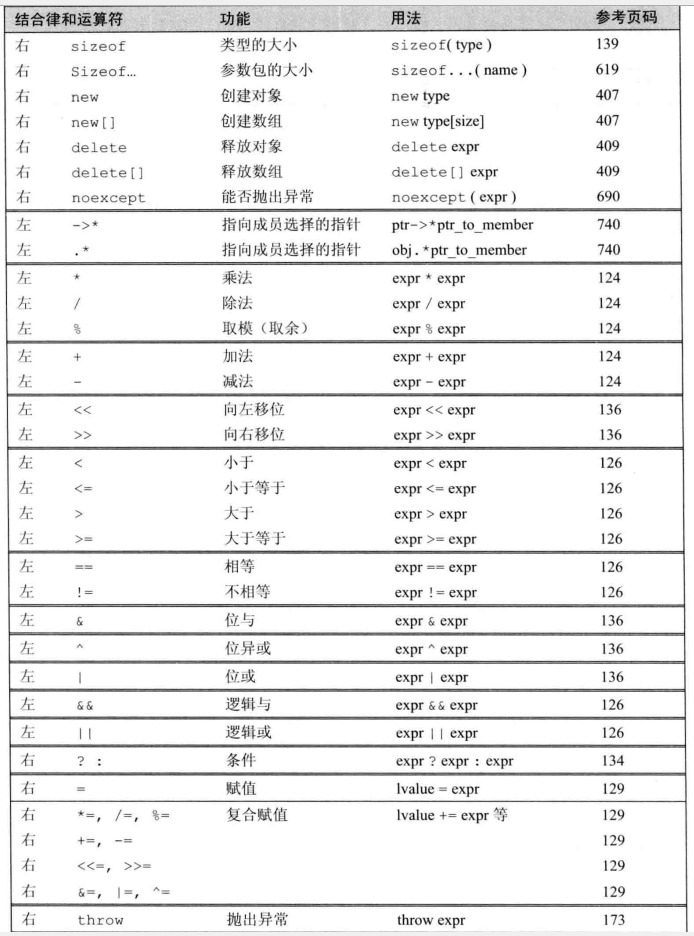 结合律和运算符 功能 用法 参考页码
右 sizeof 类型的大小 sizeof( type ) 139
右 Sizeof… 参数包的大小 sizeof...( name ) 619
右 new 创建对象 new type 407
右 new[] 创建数组 new type[size] 407
右 delete 释放对象 delete expr 409
右 delete[] 释放数组 delete[] expr 409
右 noexcept 能否抛出异常 noexcept ( expr ) 690
左 ->* 指向成员选择的指针 ptr->*ptr_to_member 740
左 .* 指向成员选择的指针 obj.*ptr_to_member 740
左 * 乘法 expr * expr 124
左 / 除法 expr / expr 124
左 % 取模（取余） expr % expr 124
左 + 加法 expr + expr 124
左 - 减法 expr - expr 124
左 << 向左移位 expr << expr 136
左 >> 向右移位 expr >> expr 136
左 < 小于 expr < expr 126
左 <= 小于等于 expr <= expr 126
左 > 大于 expr > expr 126
左 >= 大于等于 expr >= expr 126
左 == 相等 expr == expr 126
左 != 不相等 expr != expr 126
左 & 位与 expr & expr 136
左 ^ 位异或 expr ^ expr 136
左 | 位或 expr | expr 136
左 && 逻辑与 expr && expr 126
左 || 逻辑或 expr || expr 126
右 ? : 条件 expr ? expr : expr 134
右 = 赋值 lvalue = expr 129
右 *=, /=, %= 复合赋值 lvalue += expr 等 129
右 +=, -= 129
右 <<=, >>= 129
右 &=, |=, ^= 129
右 throw 抛出异常 throw expr 173